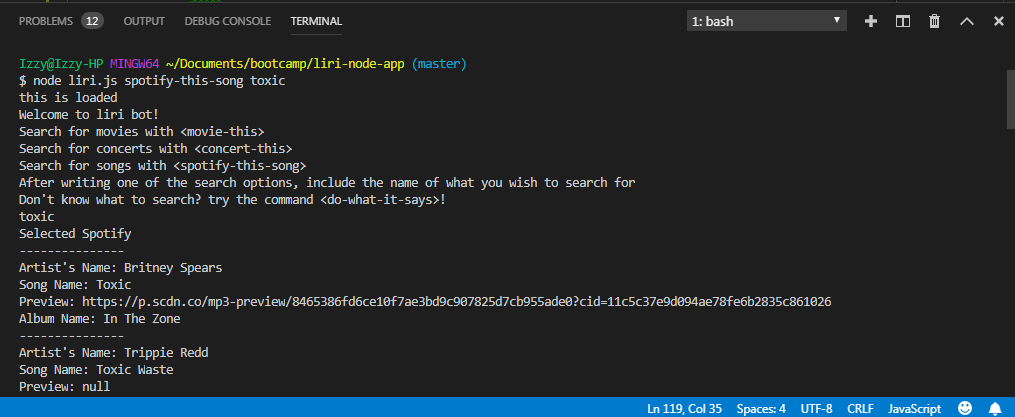 PROBLEMS 12 OUTPUT DEBUG CONSOLE TERMINAL 1: bash
Izzy@Izzy-HP MINGW64 ~/Documents/bootcamp/liri-node-app (master)
$ node liri.js spotify-this-song toxic
this is loaded
Welcome to liri bot!
Search for movies with <movie-this>
Search for concerts with <concert-this>
Search for songs with <spotify-this-song>
After writing one of the search options, include the name of what you wish to search for
Don't know what to search? try the command <do-what-it-says>!
toxic
Selected Spotify
---------------
Artist's Name: Britney Spears
Song Name: Toxic
Preview: https://p.scdn.co/mp3-preview/8465386fd6ce10f7ae3bd9c907825d7cb955ade0?cid=11c5c37e9d094ae78fe6b2835c861026
Album Name: In The Zone
---------------
Artist's Name: Trippie Redd
Song Name: Toxic Waste
Preview: null
Ln 119, Col 35 Spaces: 4 UTF-8 CRLF JavaScript